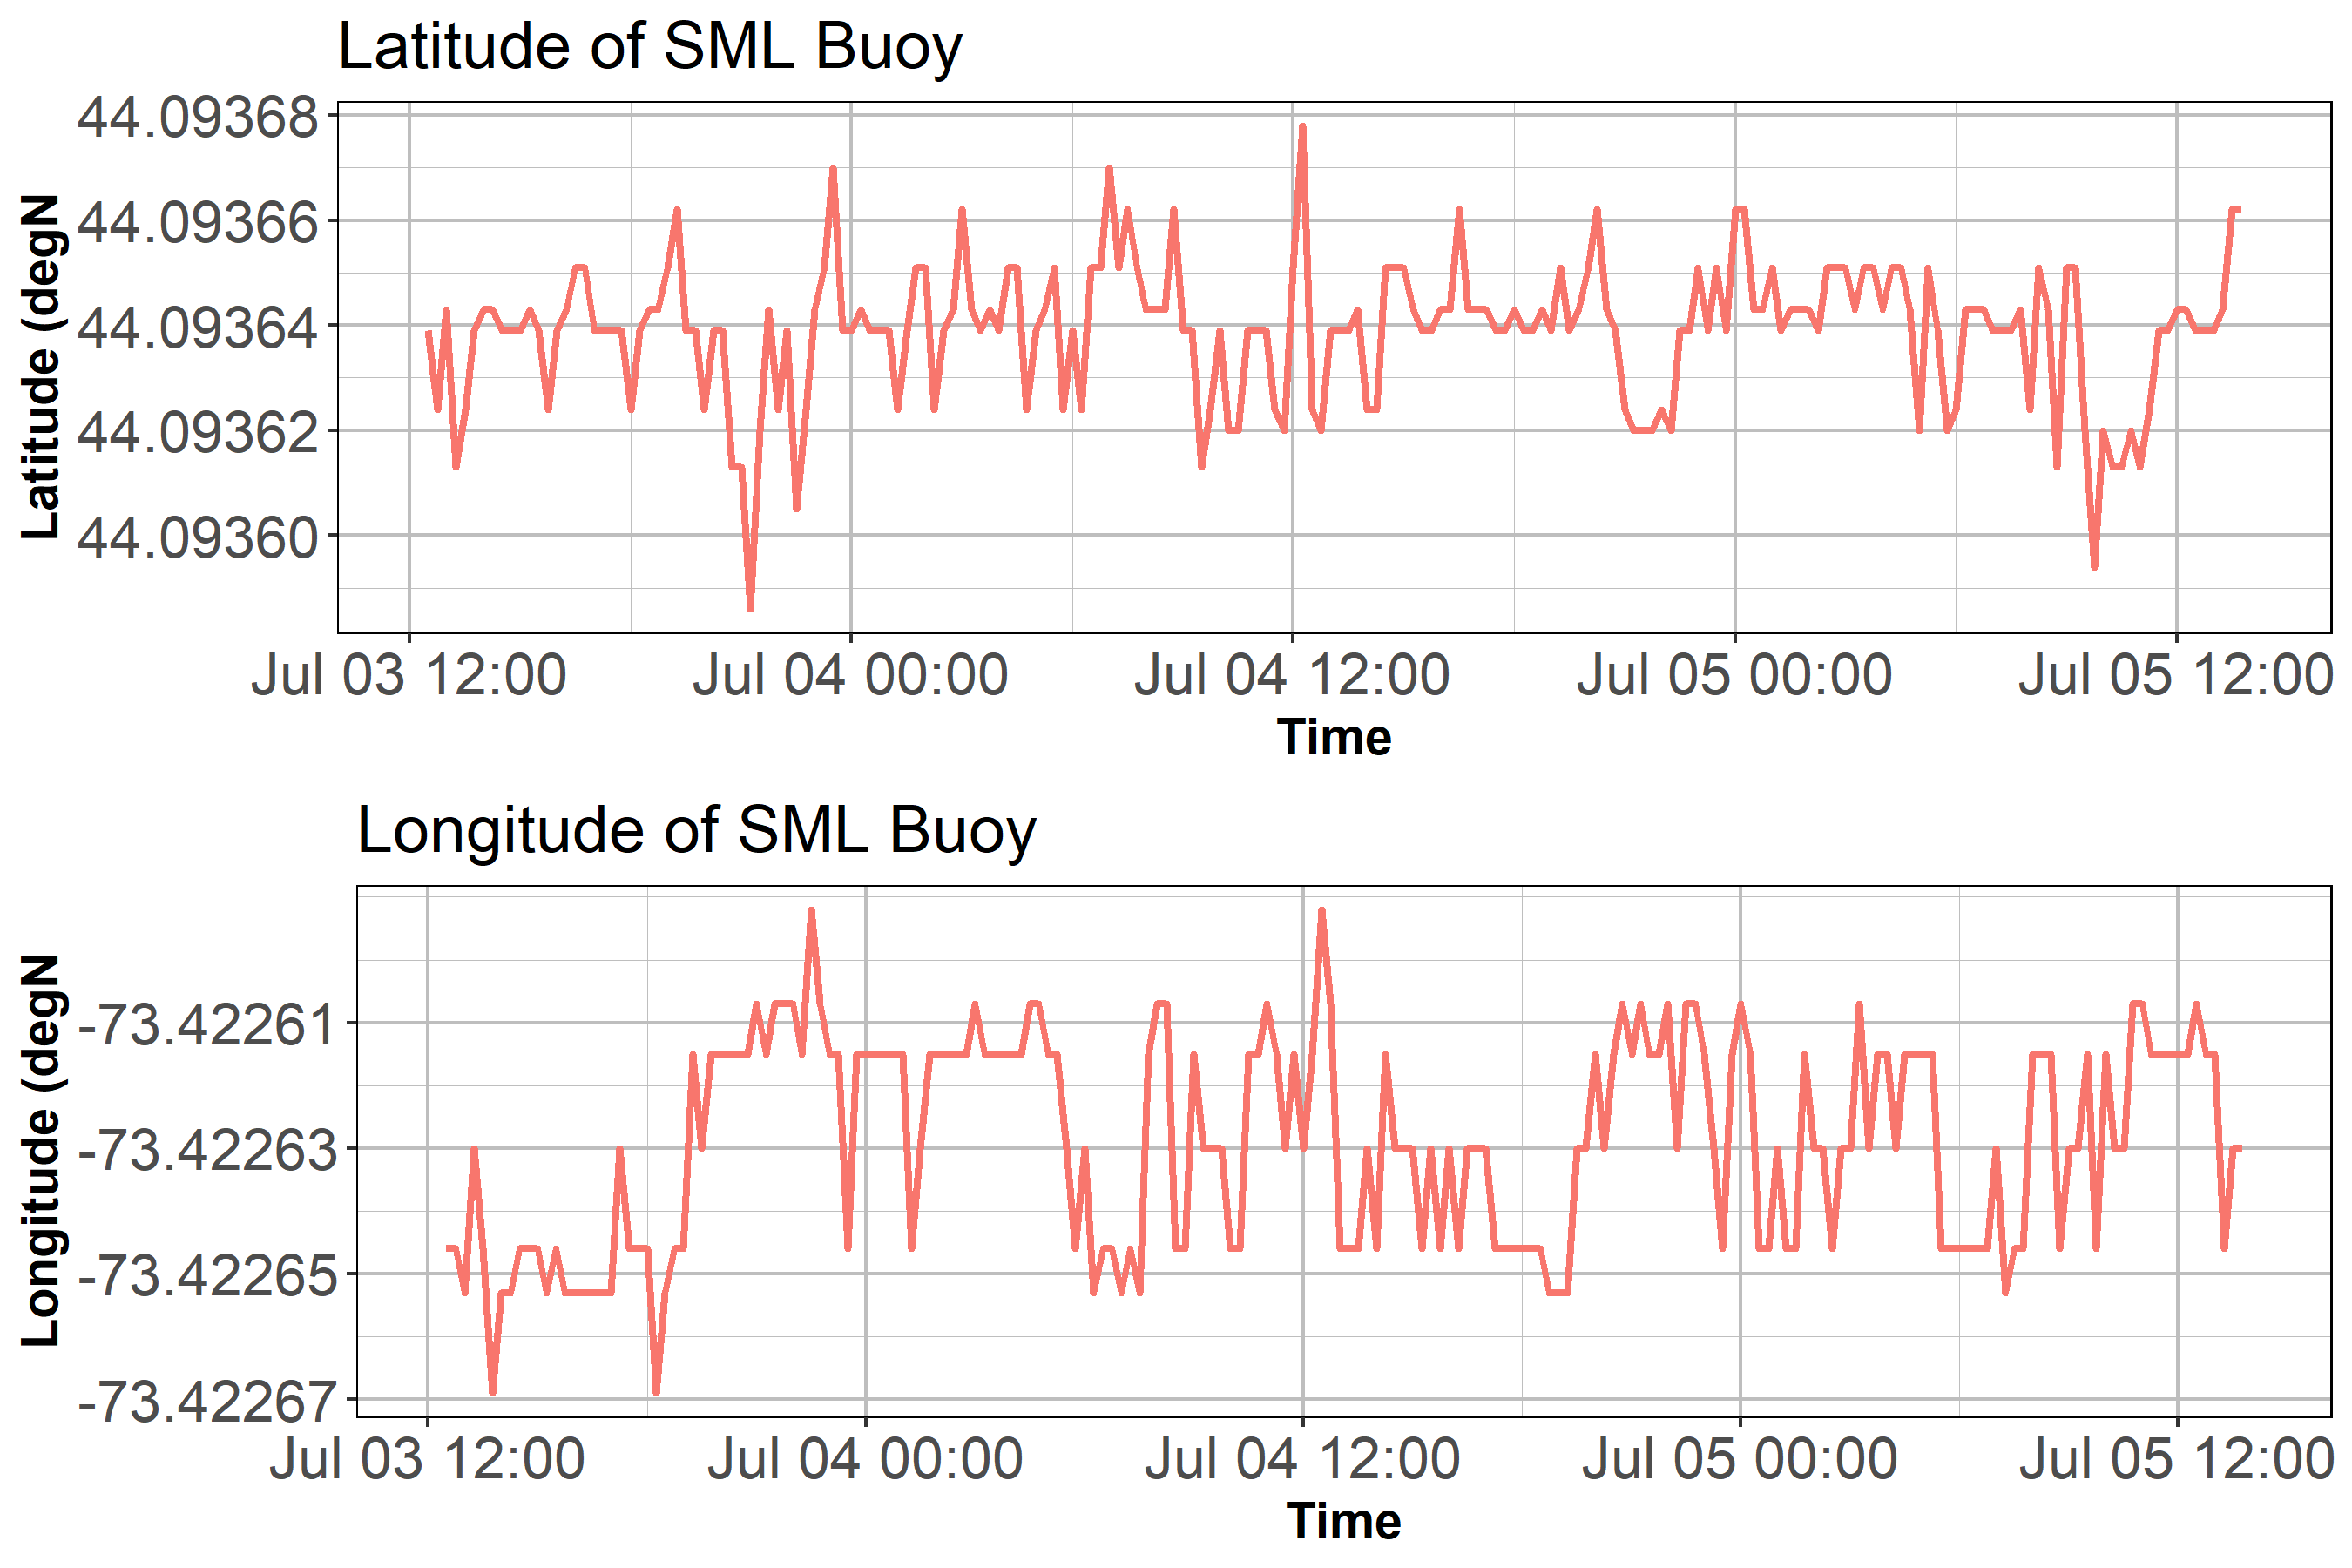 Latitude of SML Buoy
44.09368
44.09366
44.09364
44.09362
44.09360
Latitude (degN
Jul 03 12:00 Jul 04 00:00 Jul 04 12:00 Jul 05 00:00 Jul 05 12:00
Time
Longitude of SML Buoy
-73.42261
-73.42263
-73.42265
-73.42267
Longitude (degN
Jul 03 12:00 Jul 04 00:00 Jul 04 12:00 Jul 05 00:00 Jul 05 12:00
Time